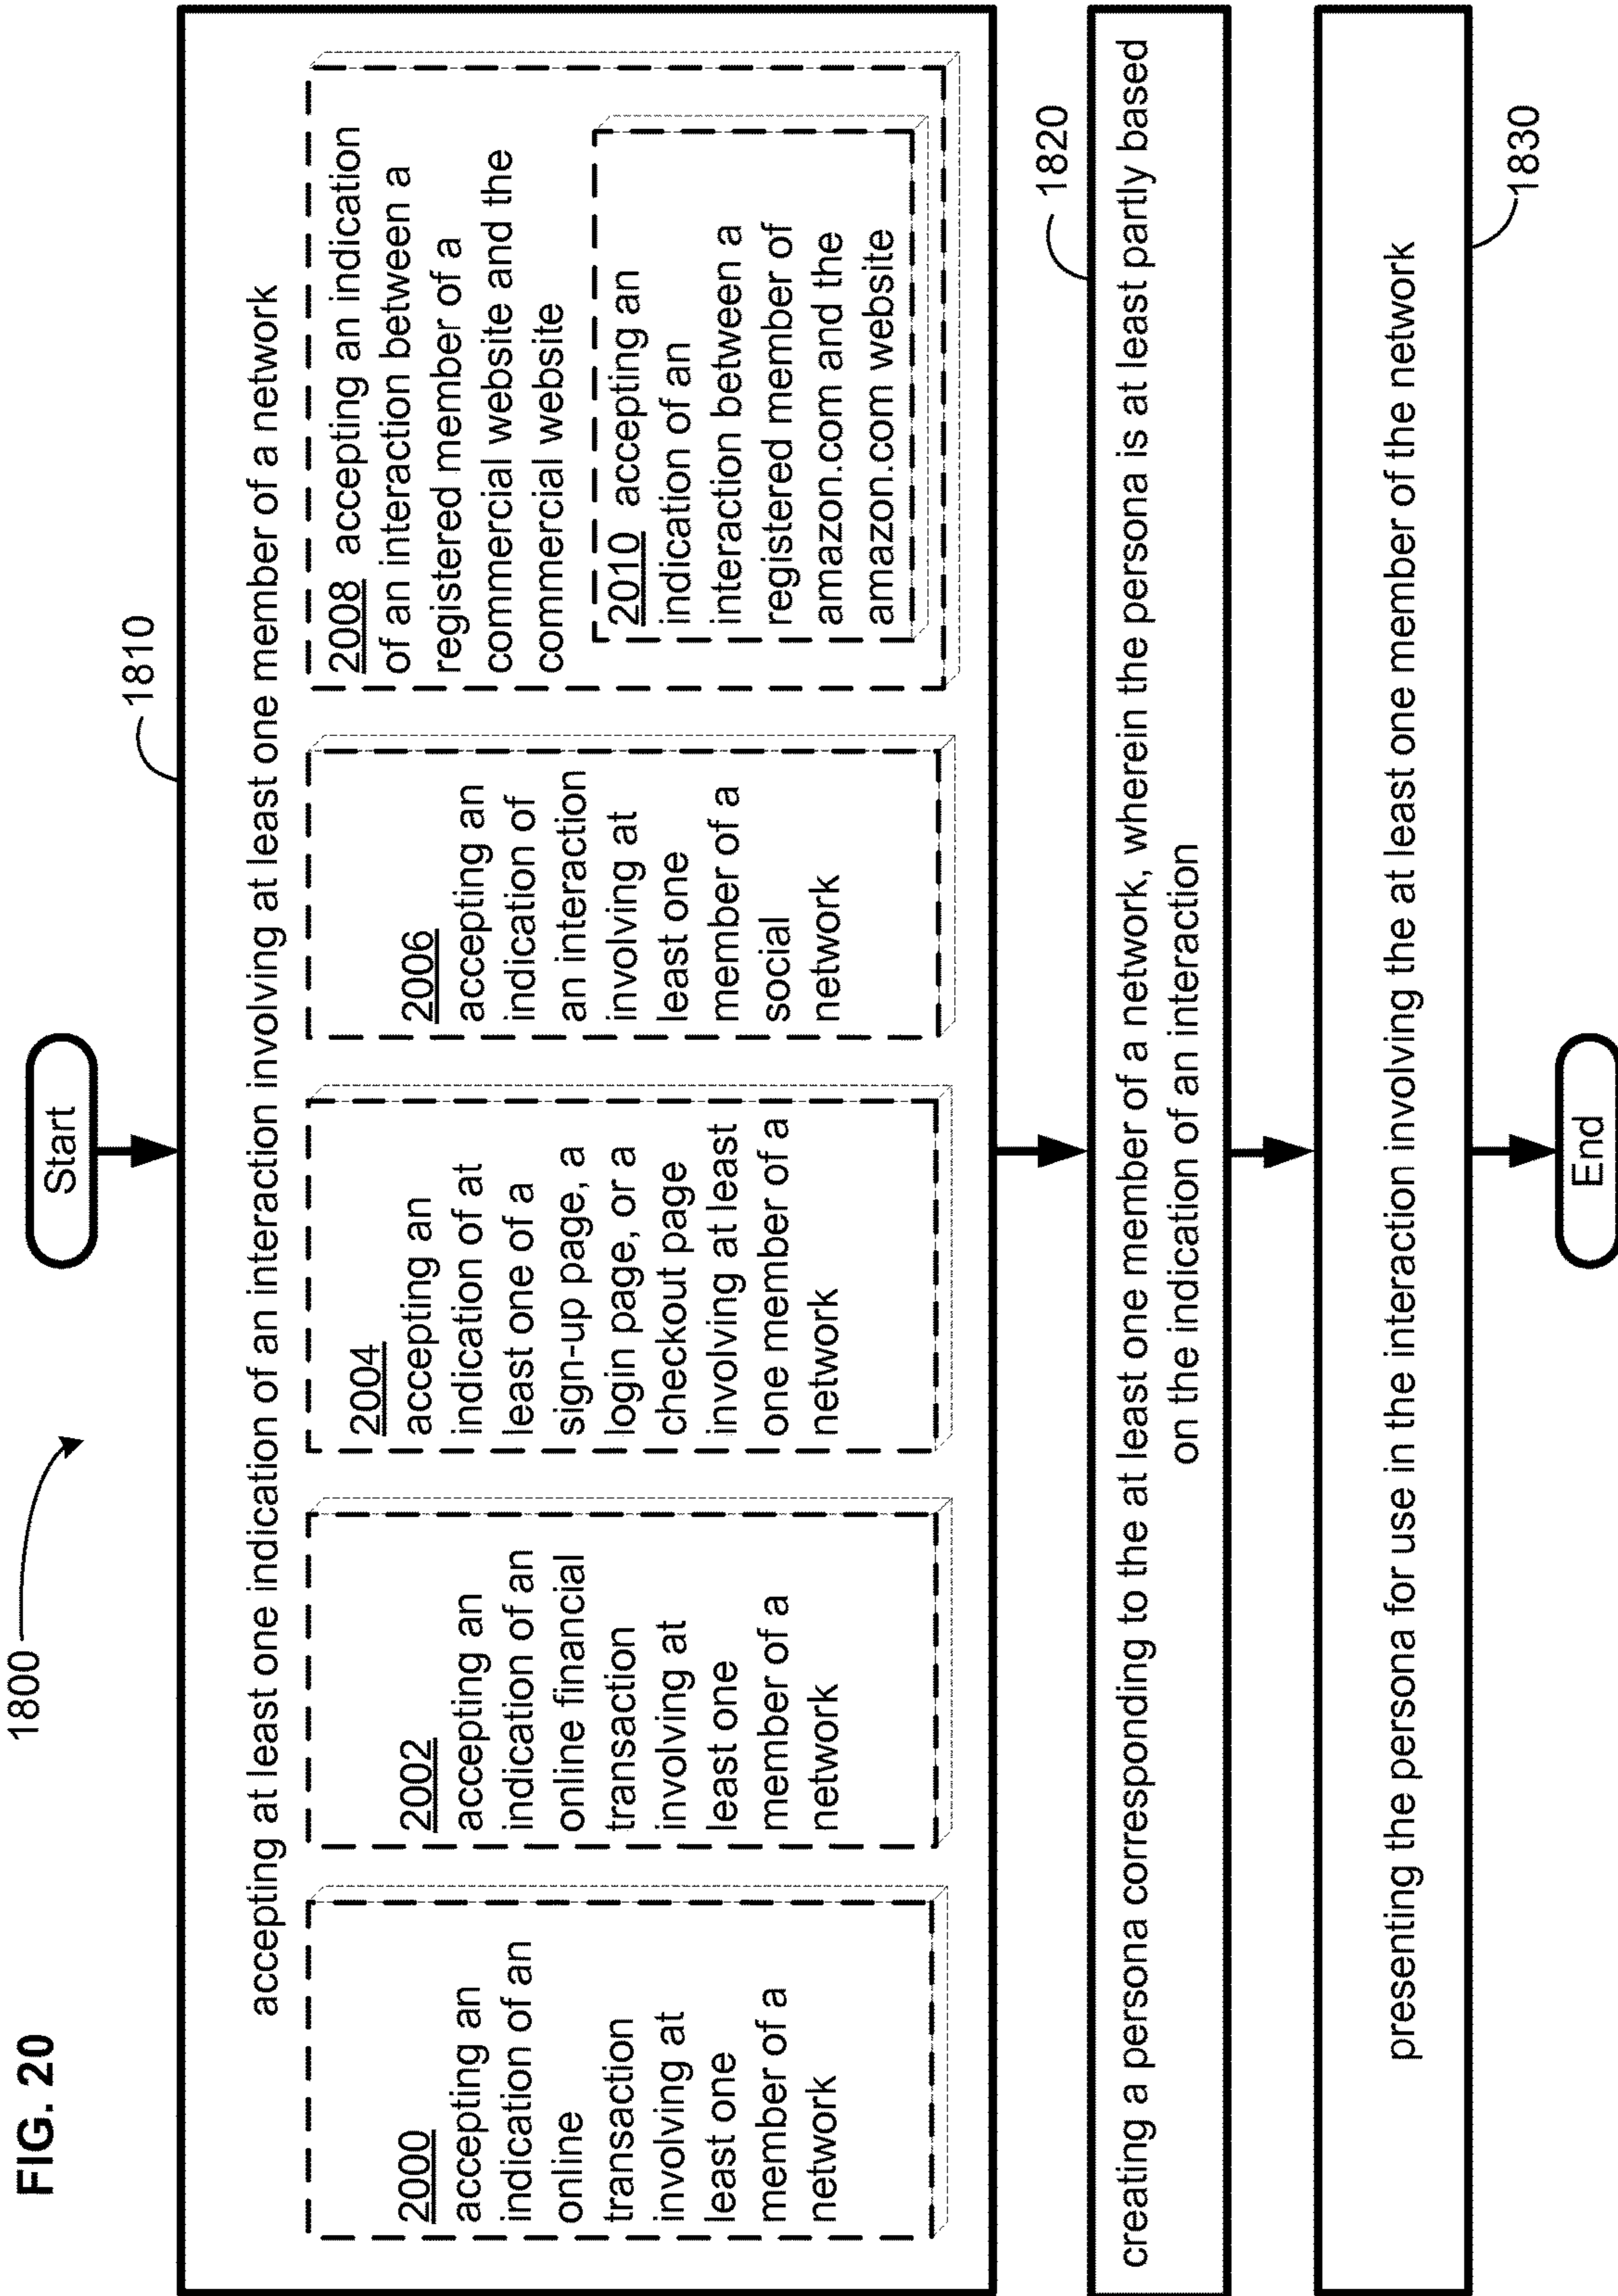 FIG. 20
1800
Start
1810
accepting at least one indication of an interaction involving at least one member of a network
2000
accepting an
indication of an
online
transaction
involving at
least one
member of a
network
2002
accepting an
indication of an
online financial
transaction
involving at
least one
member of a
network
2004
accepting an
indication of at
least one of a
sign-up page, a
login page, or a
checkout page
involving at least
one member of a
network
2006
accepting an
indication of
an interaction
involving at
least one
member of a
social
network
2008 accepting an indication
of an interaction between a
registered member of a
commercial website and the
commercial website
2010 accepting an
indication of an
interaction between a
registered member of
amazon.com and the
amazon.com website
1820
creating a persona corresponding to the at least one member of a network, wherein the persona is at least partly based
on the indication of an interaction
presenting the persona for use in the interaction involving the at least one member of the network
1830
End